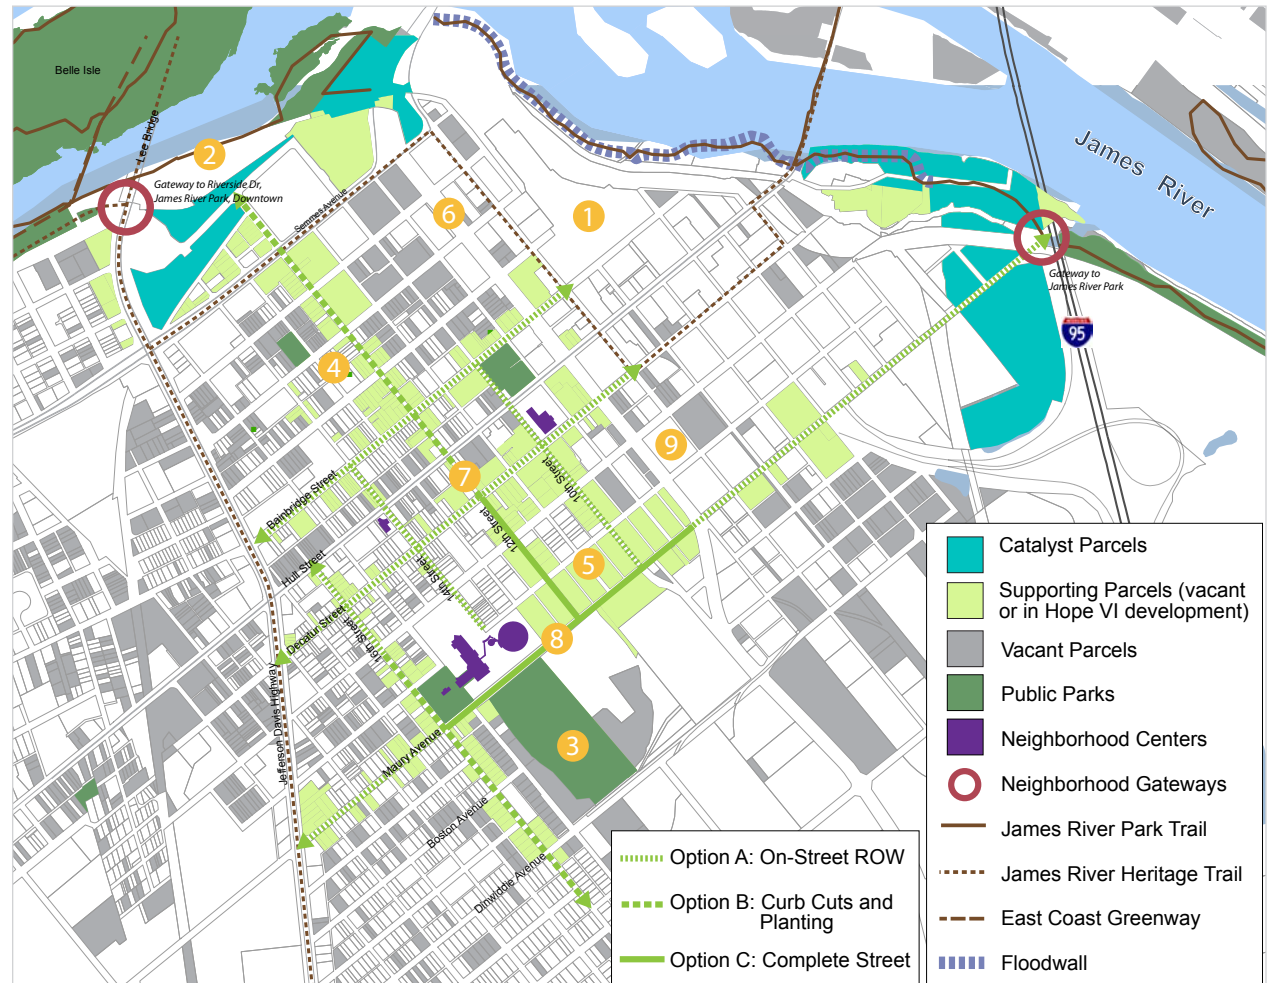 Belle Isle
Lee Bridge
2
Gateway to Riverside Dr,
James River Park, Downtown
Semmes Avenue
6
1
James River
Gateway to
James River Park
INTERSTATE
95
4
9
7
10th Street
Bainbridge Street
12th Street
Hull Street
14th Street
5
Decatur Street
16th Street
8
Jefferson Davis Highway
3
Maury Avenue
Boston Avenue
Dinwiddie Avenue
Option A: On-Street ROW
Option B: Curb Cuts and
Planting
Option C: Complete Street
Catalyst Parcels
Supporting Parcels (vacant
or in Hope VI development)
Vacant Parcels
Public Parks
Neighborhood Centers
Neighborhood Gateways
James River Park Trail
James River Heritage Trail
East Coast Greenway
Floodwall